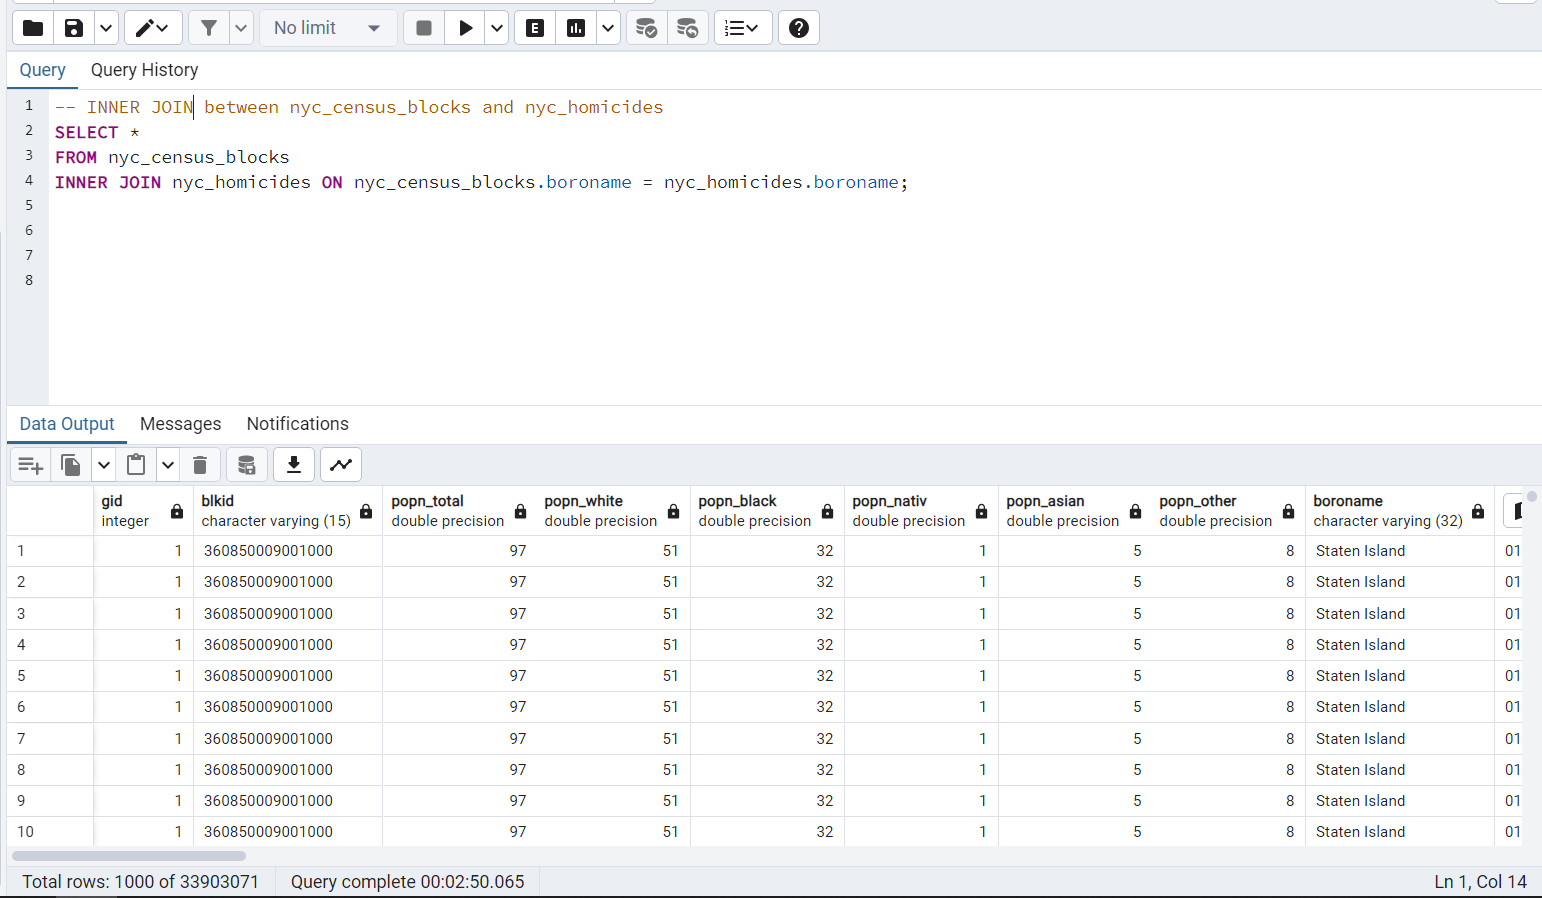 No limit
E
Query Query History
1 -- INNER JOIN between nyc_census_blocks and nyc_homicides
2 SELECT *
3 FROM nyc_census_blocks
4 INNER JOIN nyc_homicides ON nyc_census_blocks.boroname = nyc_homicides.boroname;
5
6
7
8
Data Output Messages Notifications
gid blkid popn_total popn_white popn_black popn_nativ popn_asian popn_other boroname
integer character varying (15) double precision double precision double precision double precision double precision double precision character varying (32)
1 1 360850009001000 97 51 32 1 5 8 Staten Island 01
2 1 360850009001000 97 51 32 1 5 8 Staten Island 01
3 1 360850009001000 97 51 32 1 5 8 Staten Island 01
4 1 360850009001000 97 51 32 1 5 8 Staten Island 01
5 1 360850009001000 97 51 32 1 5 8 Staten Island 01
6 1 360850009001000 97 51 32 1 5 8 Staten Island 01
7 1 360850009001000 97 51 32 1 5 8 Staten Island 01
8 1 360850009001000 97 51 32 1 5 8 Staten Island 01
9 1 360850009001000 97 51 32 1 5 8 Staten Island 01
10 1 360850009001000 97 51 32 1 5 8 Staten Island 01
Total rows: 1000 of 33903071 Query complete 00:02:50.065 Ln 1, Col 14